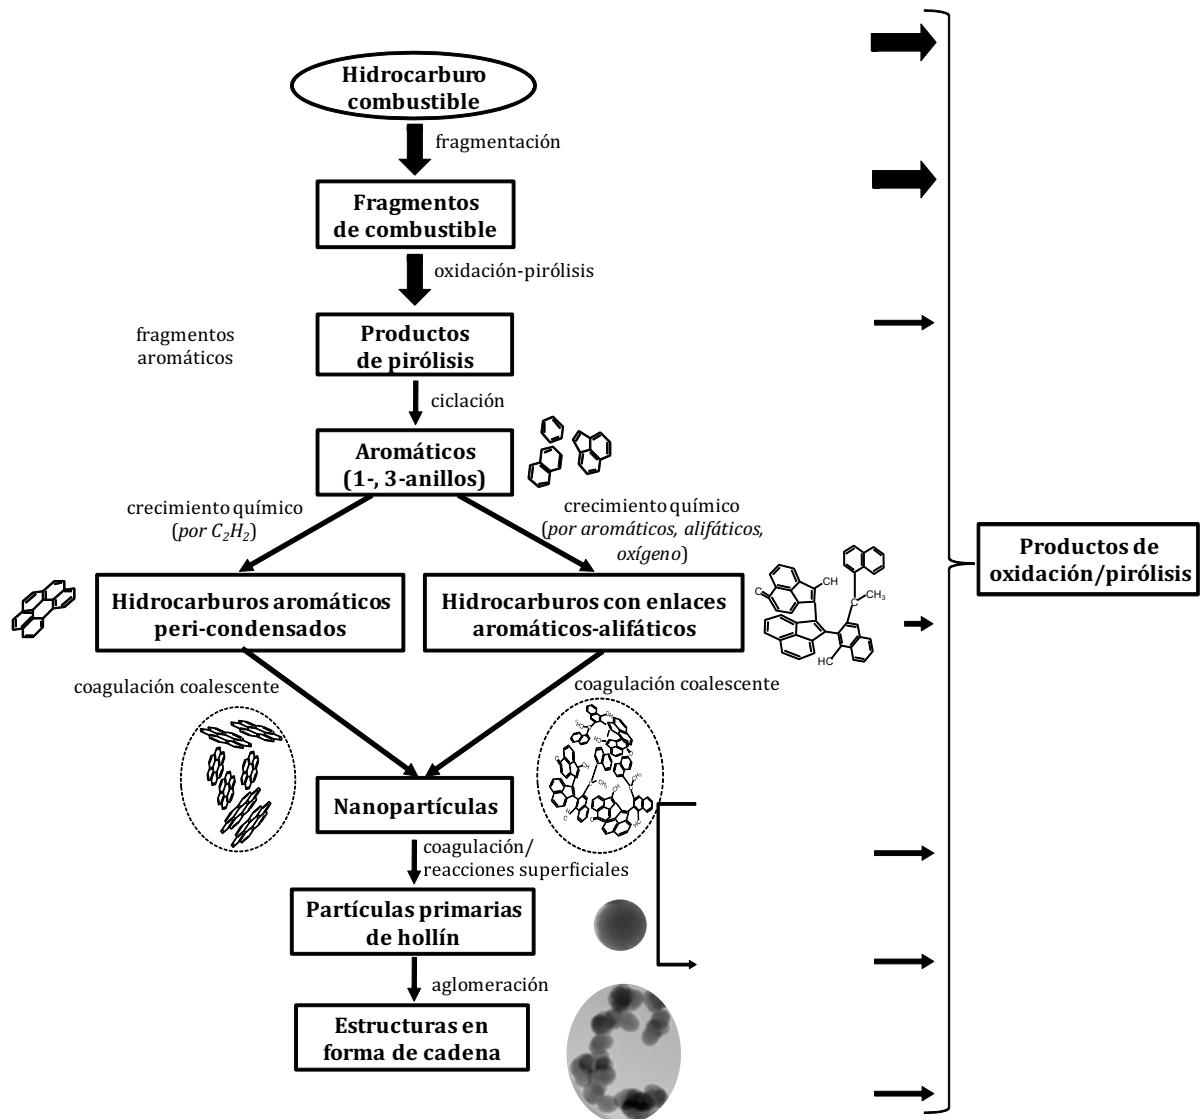 Hidrocarburo
combustible
fragmentación
Fragmentos
de combustible
oxidación-pirólisis
fragmentos
aromáticos
Productos
de pirólisis
ciclación
Aromáticos
(1-, 3-anillos)
crecimiento químico
(por C₂H₂)
crecimiento químico
(por aromáticos, alifáticos,
oxígeno)
Productos de
oxidación/pirólisis
Hidrocarburos aromáticos
peri-condensados
Hidrocarburos con enlaces
aromáticos-alifáticos
CH
C
C
CH₃
HC
coagulación coalescente
coagulación coalescente
Nanopartículas
coagulación/
reacciones superficiales
Partículas primarias
de hollín
aglomeración
Estructuras en
forma de cadena